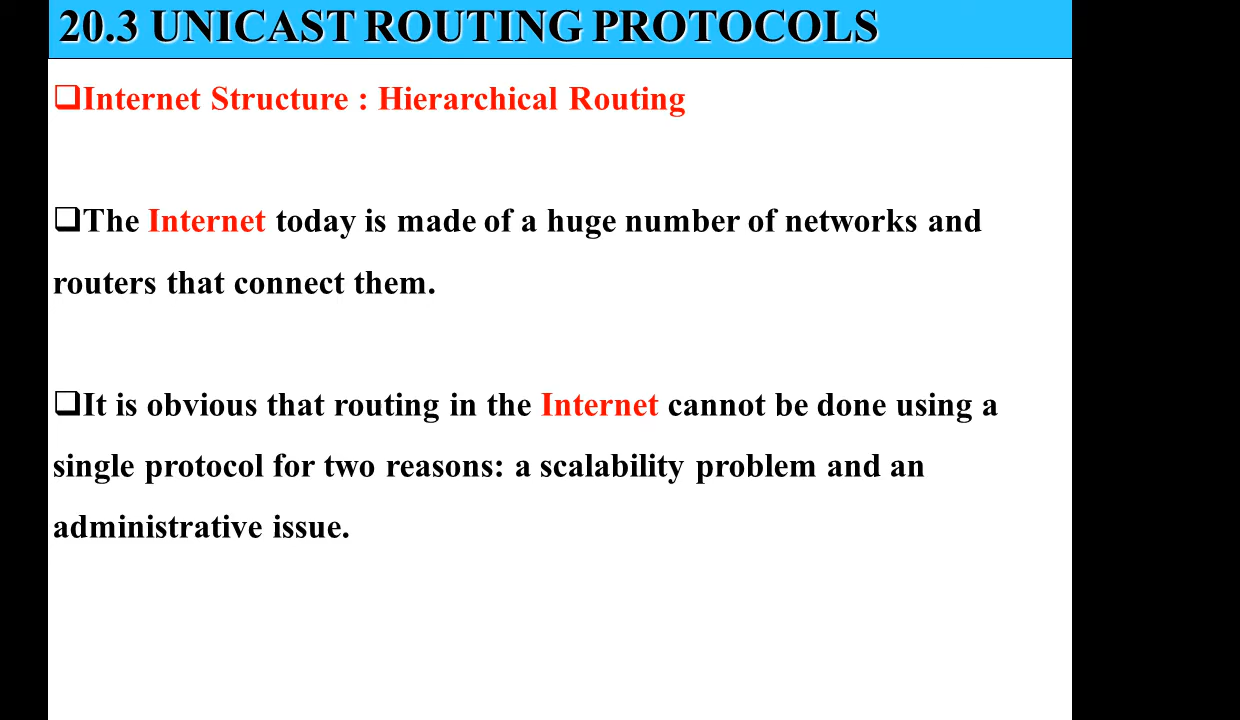 20.3 UNICAST ROUTING PROTOCOLS
❑Internet Structure : Hierarchical Routing
❑The Internet today is made of a huge number of networks and
routers that connect them.
❑It is obvious that routing in the Internet cannot be done using a
single protocol for two reasons: a scalability problem and an
administrative issue.